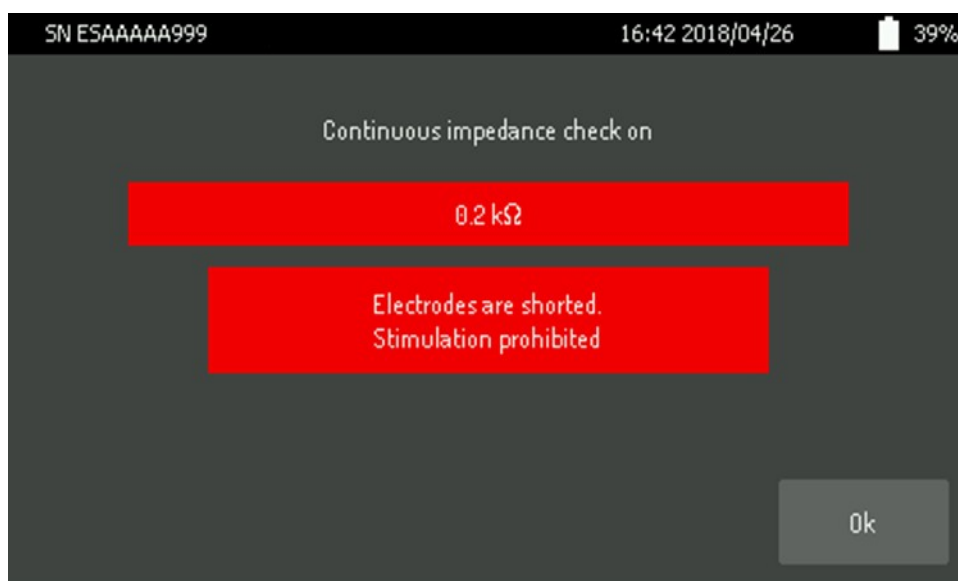 SN ESAAAAA999 16:42 2018/04/26 39%
Continuous impedance check on
0.2 kΩ
Electrodes are shorted.
Stimulation prohibited
Ok